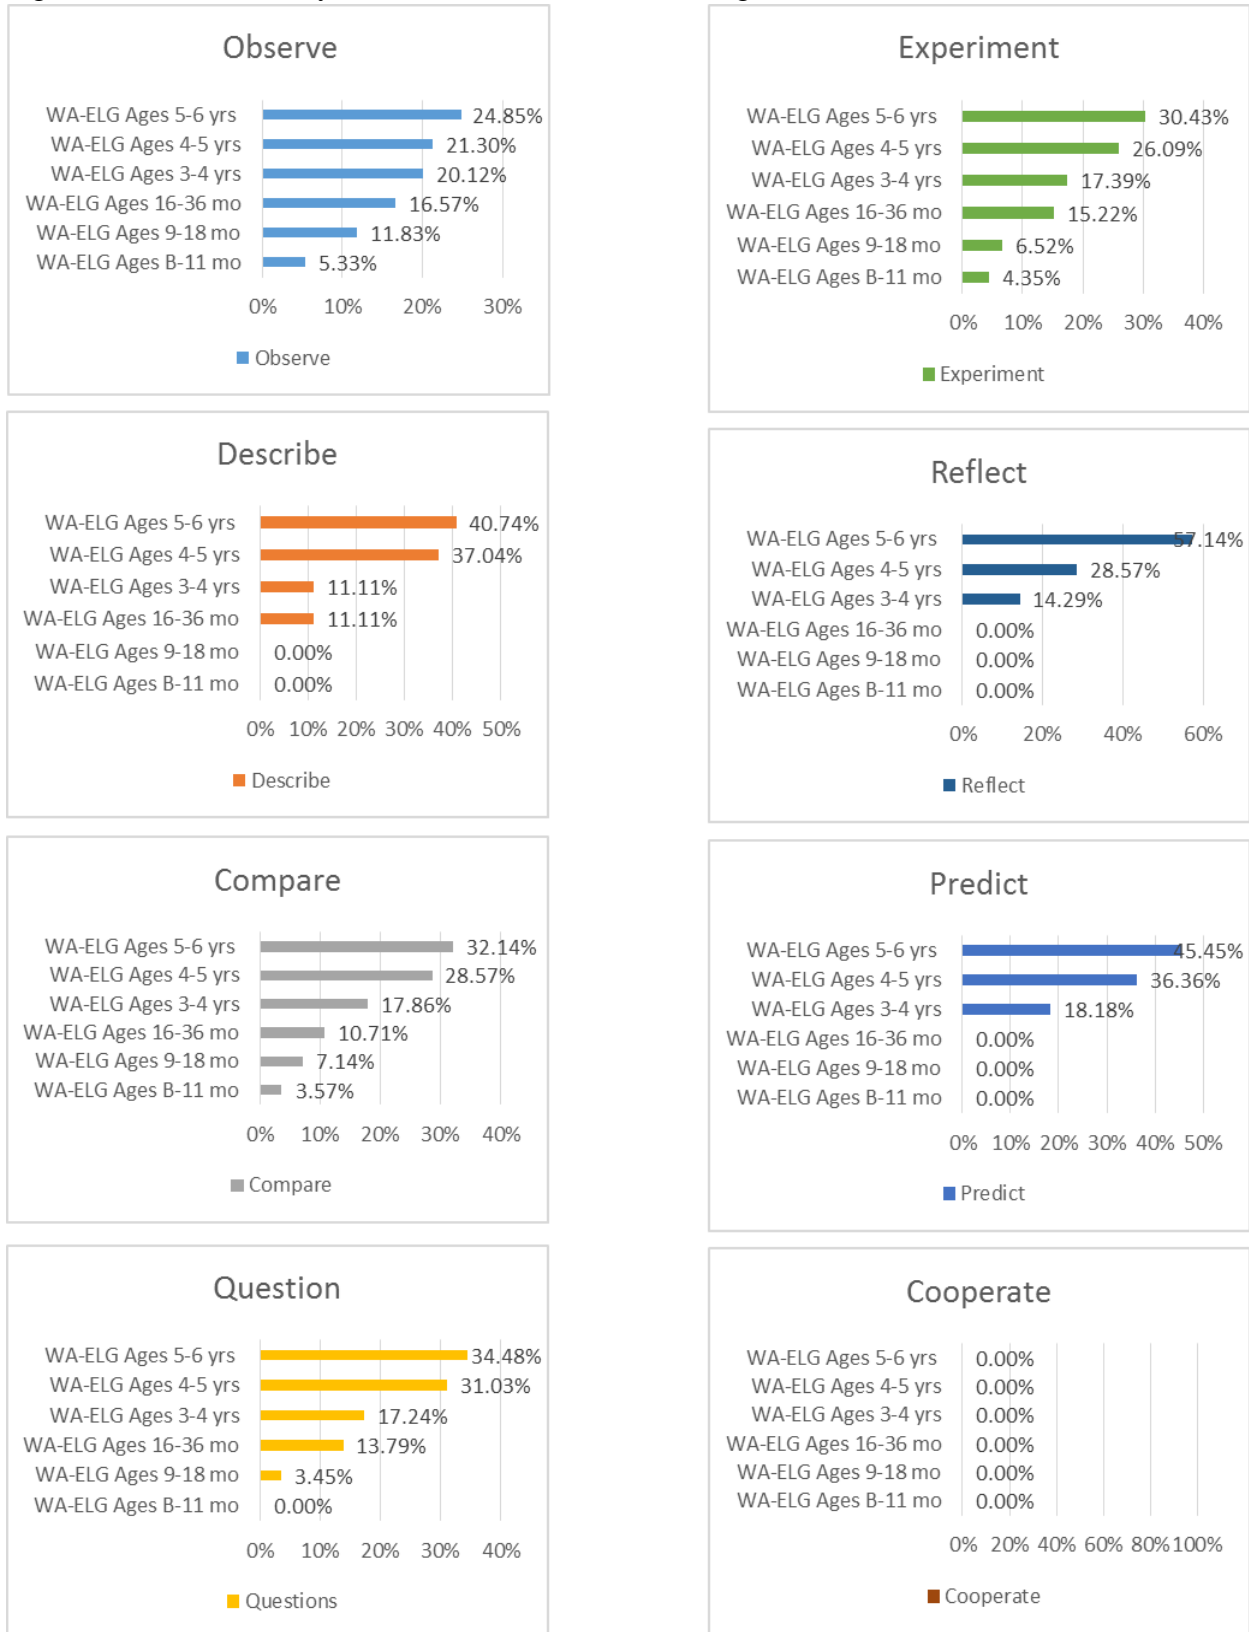 Observe
WA-ELG Ages 5-6 yrs 24.85%
WA-ELG Ages 4-5 yrs 21.30%
WA-ELG Ages 3-4 yrs 20.12%
WA-ELG Ages 16-36 mo 16.57%
WA-ELG Ages 9-18 mo 11.83%
WA-ELG Ages B-11 mo 5.33%
0% 10% 20% 30%
Observe
Experiment
WA-ELG Ages 5-6 yrs 30.43%
WA-ELG Ages 4-5 yrs 26.09%
WA-ELG Ages 3-4 yrs 17.39%
WA-ELG Ages 16-36 mo 15.22%
WA-ELG Ages 9-18 mo 6.52%
WA-ELG Ages B-11 mo 4.35%
0% 10% 20% 30% 40%
Experiment
Describe
WA-ELG Ages 5-6 yrs 40.74%
WA-ELG Ages 4-5 yrs 37.04%
WA-ELG Ages 3-4 yrs 11.11%
WA-ELG Ages 16-36 mo 11.11%
WA-ELG Ages 9-18 mo 0.00%
WA-ELG Ages B-11 mo 0.00%
0% 10% 20% 30% 40% 50%
Describe
Reflect
WA-ELG Ages 5-6 yrs 57.14%
WA-ELG Ages 4-5 yrs 28.57%
WA-ELG Ages 3-4 yrs 14.29%
WA-ELG Ages 16-36 mo 0.00%
WA-ELG Ages 9-18 mo 0.00%
WA-ELG Ages B-11 mo 0.00%
0% 20% 40% 60%
Reflect
Compare
WA-ELG Ages 5-6 yrs 32.14%
WA-ELG Ages 4-5 yrs 28.57%
WA-ELG Ages 3-4 yrs 17.86%
WA-ELG Ages 16-36 mo 10.71%
WA-ELG Ages 9-18 mo 7.14%
WA-ELG Ages B-11 mo 3.57%
0% 10% 20% 30% 40%
Compare
Predict
WA-ELG Ages 5-6 yrs 45.45%
WA-ELG Ages 4-5 yrs 36.36%
WA-ELG Ages 3-4 yrs 18.18%
WA-ELG Ages 16-36 mo 0.00%
WA-ELG Ages 9-18 mo 0.00%
WA-ELG Ages B-11 mo 0.00%
0% 10% 20% 30% 40% 50%
Predict
Question
WA-ELG Ages 5-6 yrs 34.48%
WA-ELG Ages 4-5 yrs 31.03%
WA-ELG Ages 3-4 yrs 17.24%
WA-ELG Ages 16-36 mo 13.79%
WA-ELG Ages 9-18 mo 3.45%
WA-ELG Ages B-11 mo 0.00%
0% 10% 20% 30% 40%
Questions
Cooperate
WA-ELG Ages 5-6 yrs 0.00%
WA-ELG Ages 4-5 yrs 0.00%
WA-ELG Ages 3-4 yrs 0.00%
WA-ELG Ages 16-36 mo 0.00%
WA-ELG Ages 9-18 mo 0.00%
WA-ELG Ages B-11 mo 0.00%
0% 20% 40% 60% 80% 100%
Cooperate